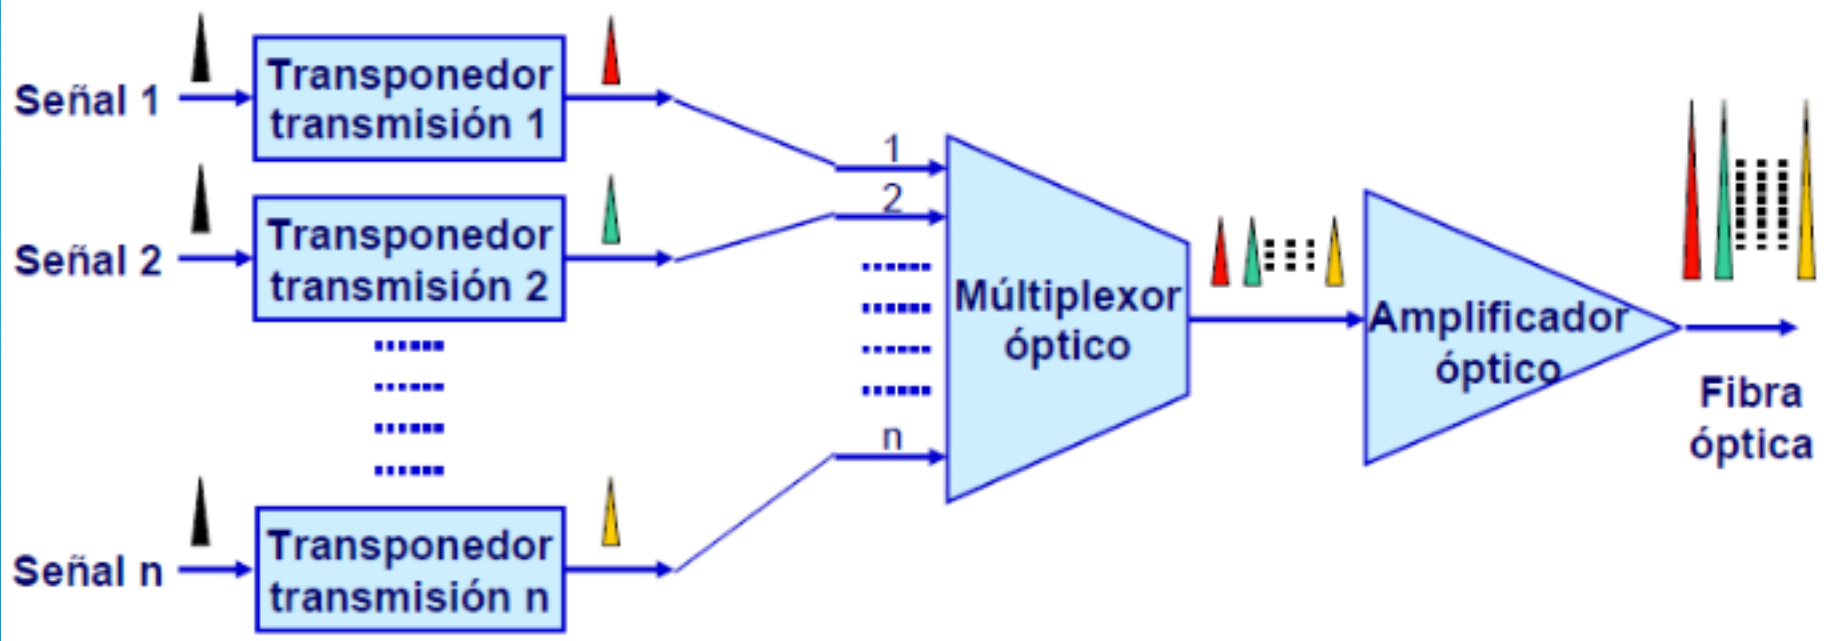 Señal 1
Transponedor
transmisión 1
1
2
Señal 2
Transponedor
transmisión 2
Múltiplexor
óptico
Amplificador
óptico
Fibra
óptica
n
Señal n
Transponedor
transmisión n